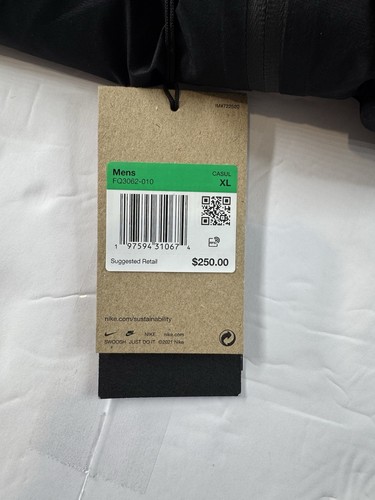 Mens
CASUL
FQ3062-010
XL
1 97594 31067 4
Suggested Retail
$250.00
nike.com/sustainability
NIKE nike.com
SWOOSH JUST DO IT ©2021 Nike